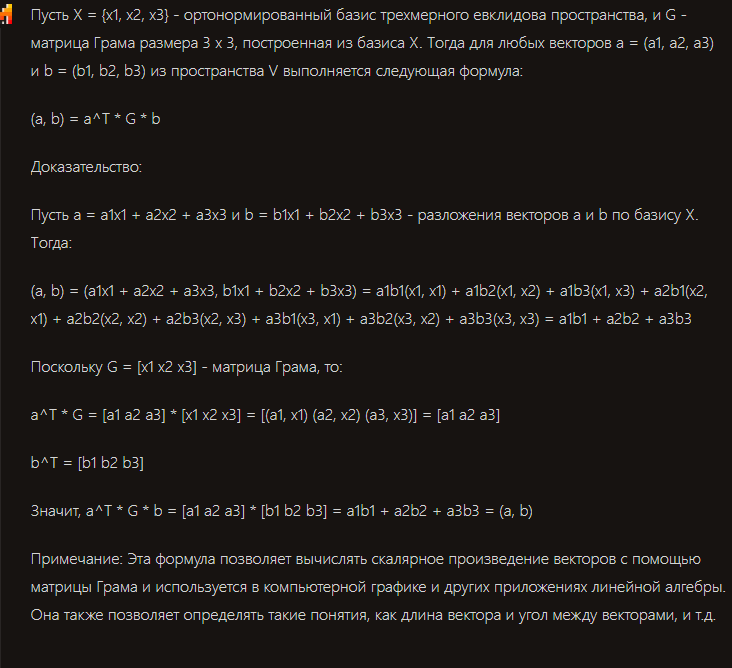 Пусть X = {x1, x2, x3} - ортонормированный базис трехмерного евклидова пространства, и G -
матрица Грама размера 3 x 3, построенная из базиса X. Тогда для любых векторов a = (a1, a2, a3)
и b = (b1, b2, b3) из пространства V выполняется следующая формула:
(a, b) = a^T * G * b
Доказательство:
Пусть a = a1x1 + a2x2 + a3x3 и b = b1x1 + b2x2 + b3x3 - разложения векторов a и b по базису X.
Тогда:
(a, b) = (a1x1 + a2x2 + a3x3, b1x1 + b2x2 + b3x3) = a1b1(x1, x1) + a1b2(x1, x2) + a1b3(x1, x3) + a2b1(x2,
x1) + a2b2(x2, x2) + a2b3(x2, x3) + a3b1(x3, x1) + a3b2(x3, x2) + a3b3(x3, x3) = a1b1 + a2b2 + a3b3
Поскольку G = [x1 x2 x3] - матрица Грама, то:
a^T * G = [a1 a2 a3] * [x1 x2 x3] = [(a1, x1) (a2, x2) (a3, x3)] = [a1 a2 a3]
b^T = [b1 b2 b3]
Значит, a^T * G * b = [a1 a2 a3] * [b1 b2 b3] = a1b1 + a2b2 + a3b3 = (a, b)
Примечание: Эта формула позволяет вычислять скалярное произведение векторов с помощью
матрицы Грама и используется в компьютерной графике и других приложениях линейной алгебры.
Она также позволяет определять такие понятия, как длина вектора и угол между векторами, и т.д.